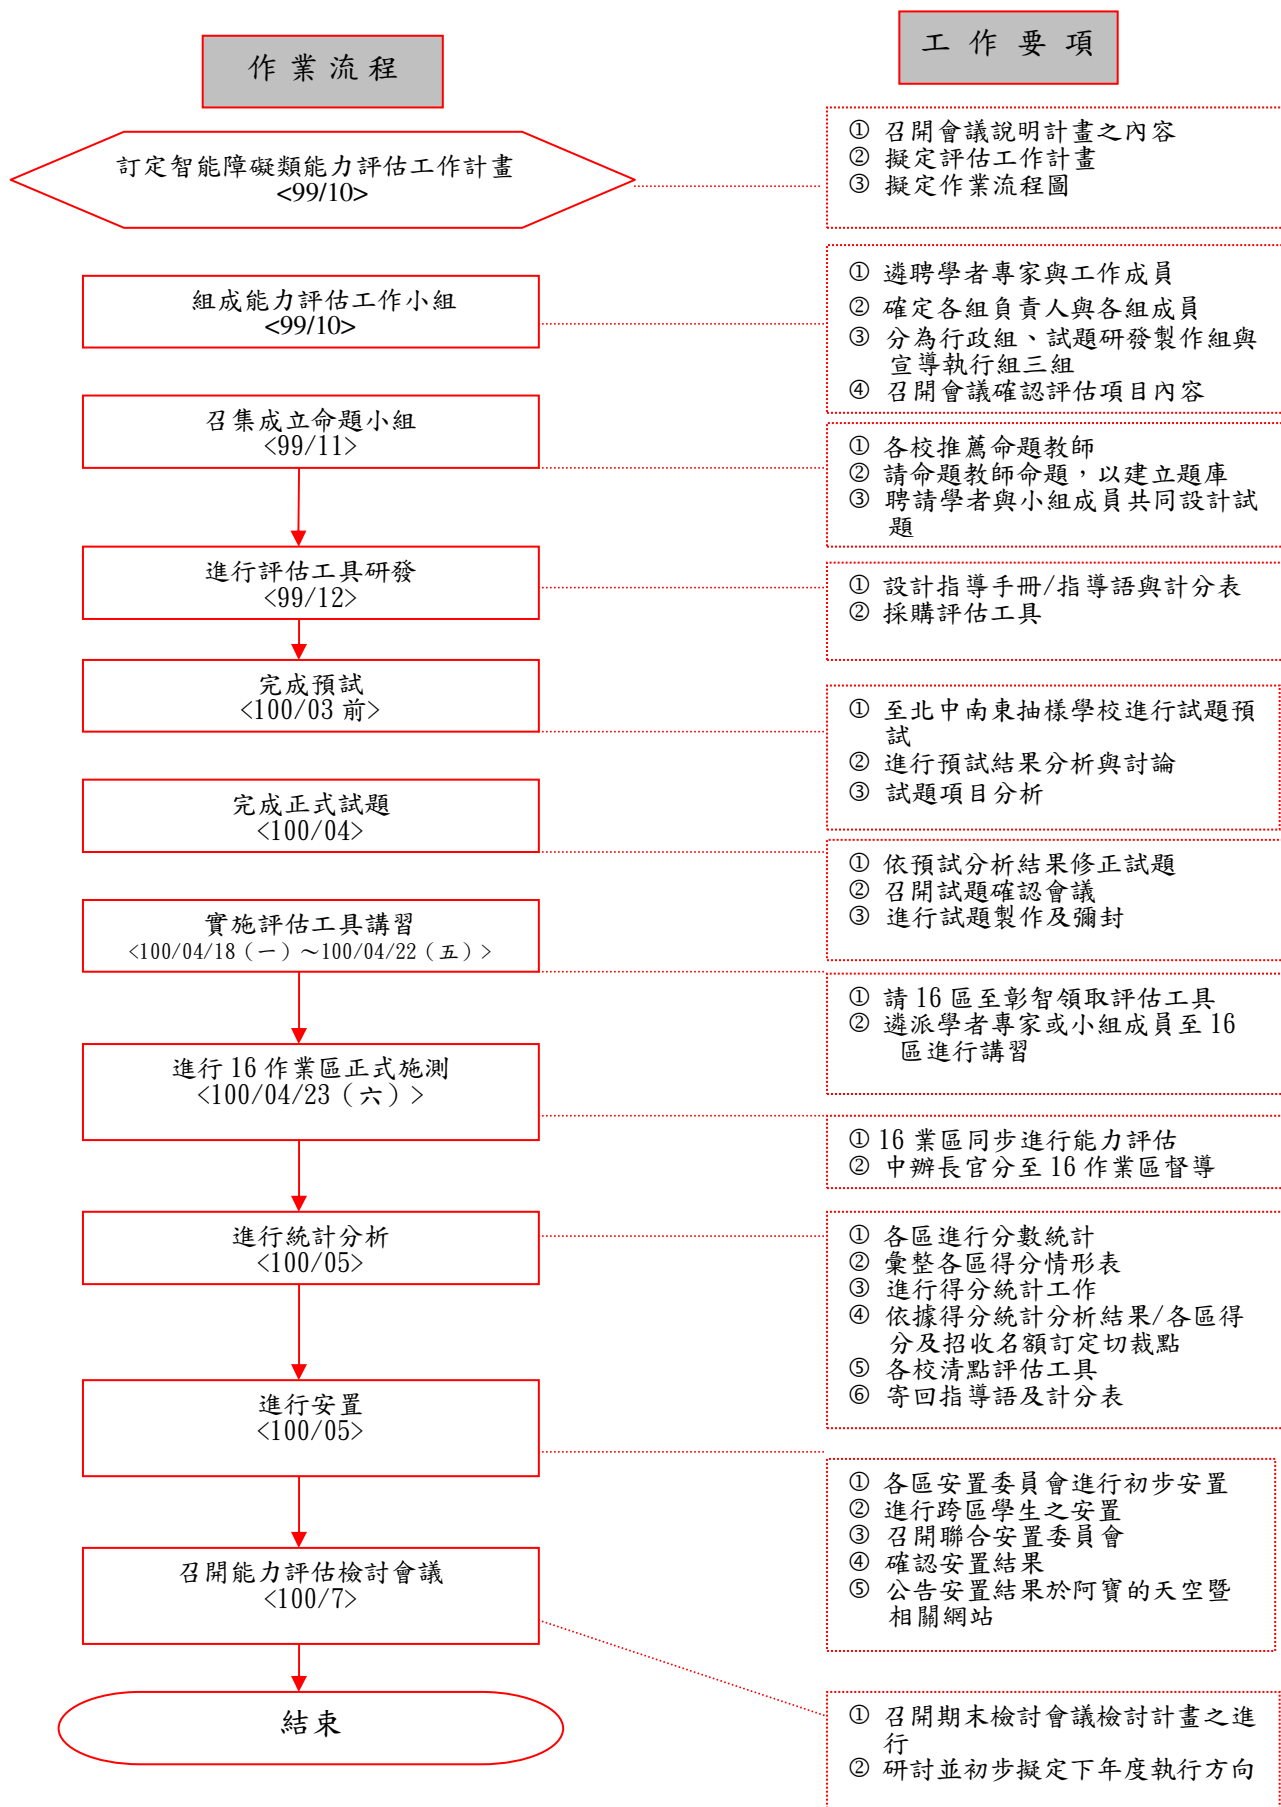 作業流程
工作要項
訂定智能障礙類能力評估工作計畫
<99/10>
① 召開會議說明計畫之內容
② 擬定評估工作計畫
③ 擬定作業流程圖
組成能力評估工作小組
<99/10>
① 遴聘學者專家與工作成員
② 確定各組負責人與各組成員
③ 分為行政組、試題研發製作組與
宣導執行組三組
④ 召開會議確認評估項目內容
召集成立命題小組
<99/11>
① 各校推薦命題教師
② 請命題教師命題，以建立題庫
③ 聘請學者與小組成員共同設計試
題
進行評估工具研發
<99/12>
① 設計指導手冊/指導語與計分表
② 採購評估工具
完成預試
<100/03 前>
① 至北中南東抽樣學校進行試題預
試
② 進行預試結果分析與討論
③ 試題項目分析
完成正式試題
<100/04>
① 依預試分析結果修正試題
② 召開試題確認會議
③ 進行試題製作及彌封
實施評估工具講習
<100/04/18（一）～100/04/22（五）>
① 請 16 區至彰智領取評估工具
② 遴派學者專家或小組成員至 16
區進行講習
進行 16 作業區正式施測
<100/04/23（六）>
① 16 業區同步進行能力評估
② 中辦長官分至 16 作業區督導
進行統計分析
<100/05>
① 各區進行分數統計
② 彙整各區得分情形表
③ 進行得分統計工作
④ 依據得分統計分析結果/各區得
分及招收名額訂定切裁點
⑤ 各校清點評估工具
⑥ 寄回指導語及計分表
進行安置
<100/05>
① 各區安置委員會進行初步安置
② 進行跨區學生之安置
③ 召開聯合安置委員會
④ 確認安置結果
⑤ 公告安置結果於阿寶的天空暨
相關網站
召開能力評估檢討會議
<100/7>
① 召開期末檢討會議檢討計畫之進
行
② 研討並初步擬定下年度執行方向
結束